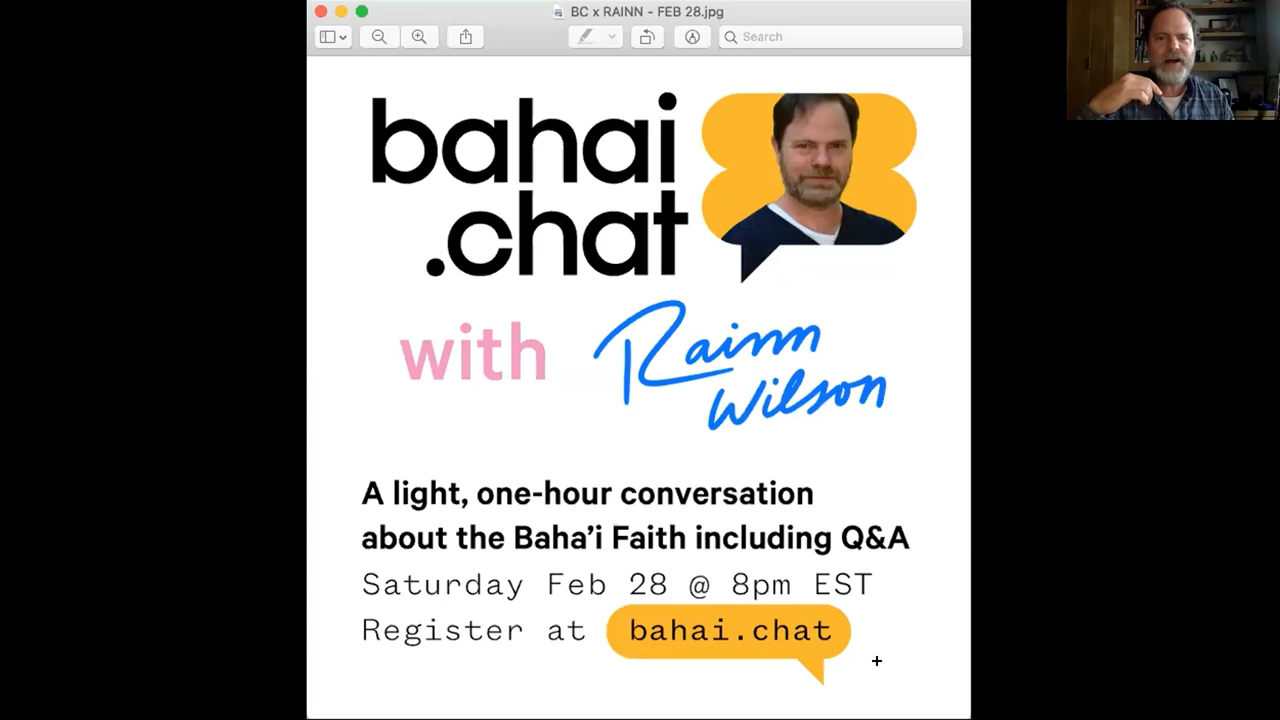 BC x RAINN - FEB 28.jpg
Search
bahai
.chat
with Rainn
Wilson
A light, one-hour conversation
about the Baha’i Faith including Q&A
Saturday Feb 28 @ 8pm EST
Register at bahai.chat